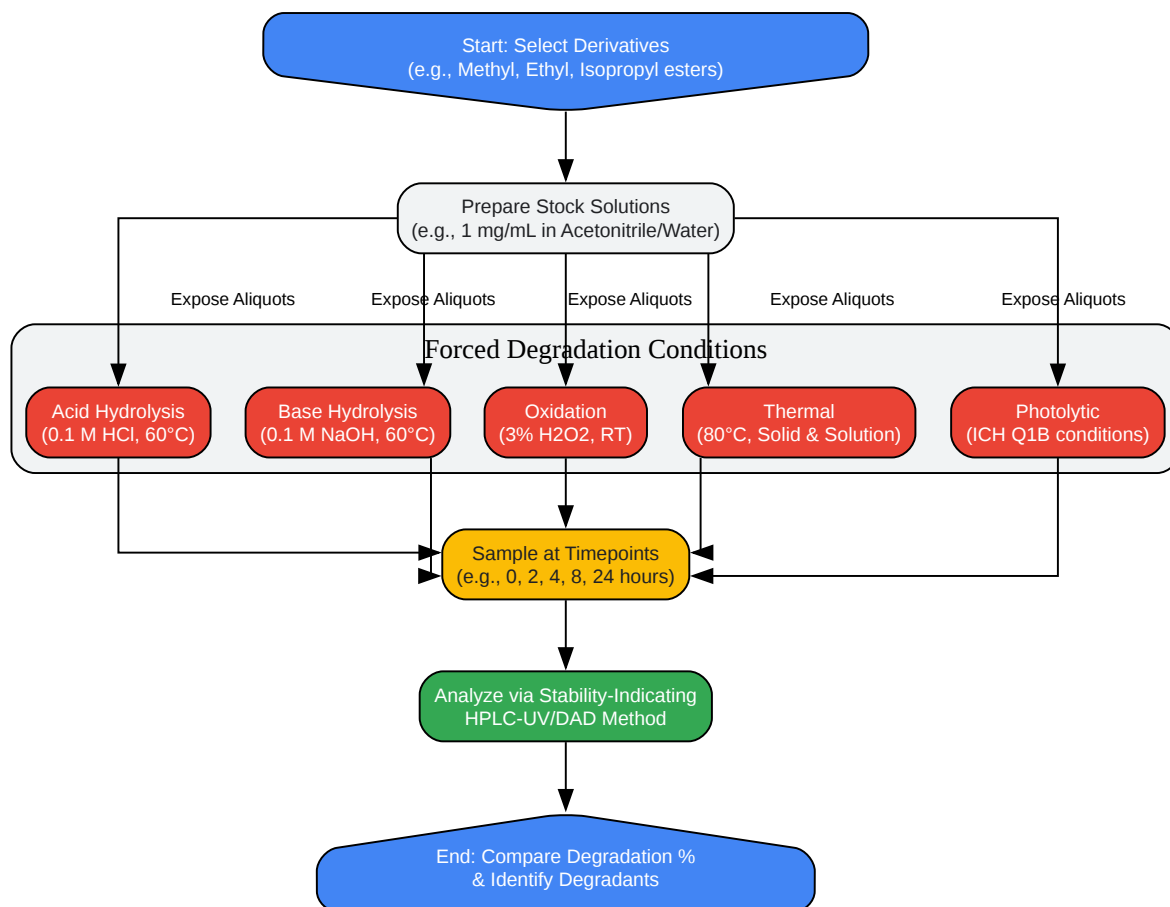 Start: Select Derivatives
(e.g., Methyl, Ethyl, Isopropyl esters)
Prepare Stock Solutions
(e.g., 1 mg/mL in Acetonitrile/Water)
Expose Aliquots
Expose Aliquots
Expose Aliquots
Expose Aliquots
Expose Aliquots
Forced Degradation Conditions
Acid Hydrolysis
(0.1 M HCl, 60°C)
Base Hydrolysis
(0.1 M NaOH, 60°C)
Oxidation
(3% H2O2, RT)
Thermal
(80°C, Solid & Solution)
Photolytic
(ICH Q1B conditions)
Sample at Timepoints
(e.g., 0, 2, 4, 8, 24 hours)
Analyze via Stability-Indicating
HPLC-UV/DAD Method
End: Compare Degradation %
& Identify Degradants